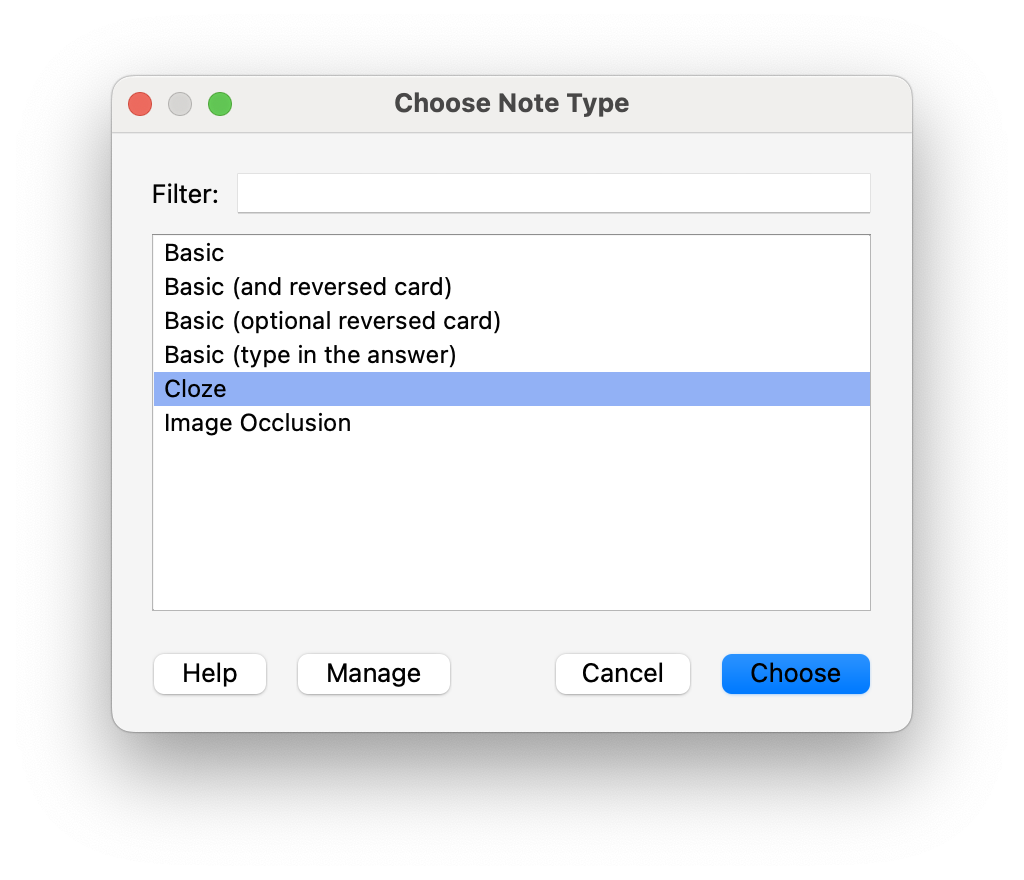 Choose Note Type
Filter:
Basic
Basic (and reversed card)
Basic (optional reversed card)
Basic (type in the answer)
Cloze
Image Occlusion
Help Manage Cancel Choose